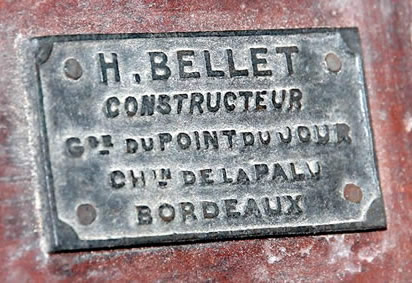 H. BELLET
CONSTRUCTEUR
GDE DU POINT DU JOUR
CHIN DE LA PALU
BORDEAUX